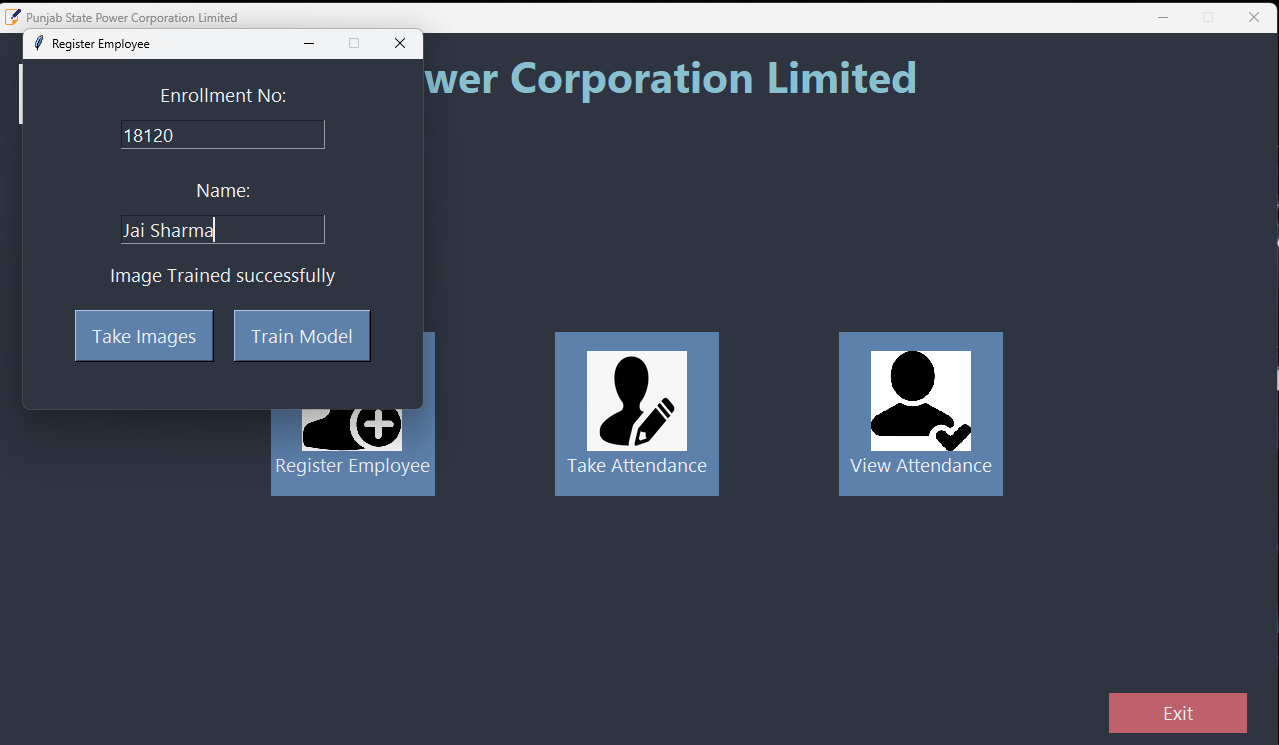 Punjab State Power Corporation Limited
Register Employee
wer Corporation Limited
Enrollment No:
18120
Name:
Jai Sharma
Image Trained successfully
Take Images
Train Model
Register Employee
Take Attendance
View Attendance
Exit